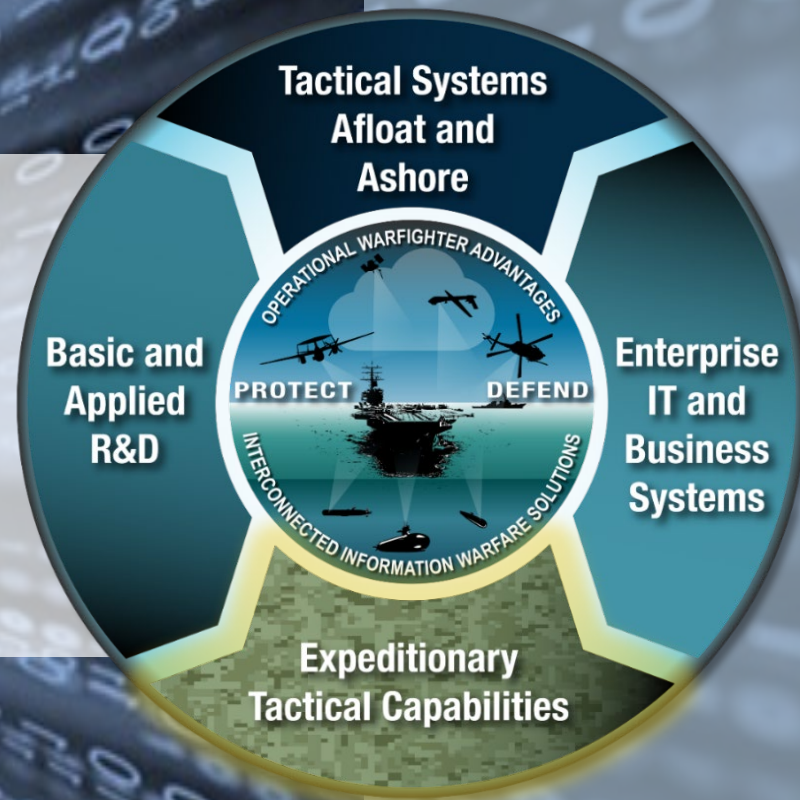 Tactical Systems
Afloat and
Ashore
Basic and
Applied
R&D
OPERATIONAL WARFIGHTER ADVANTAGES
PROTECT
DEFEND
INTERCONNECTED INFORMATION WARFARE SOLUTIONS
Enterprise
IT and
Business
Systems
Expeditionary
Tactical Capabilities